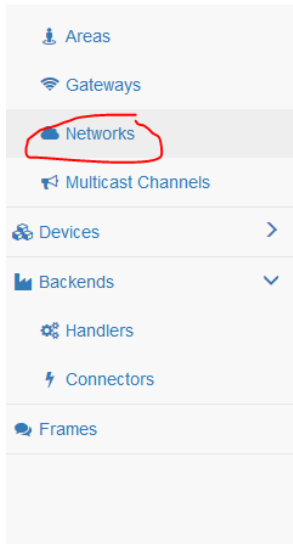 Areas
Gateways
Networks
Multicast Channels
Devices
Backends
Handlers
Connectors
Frames